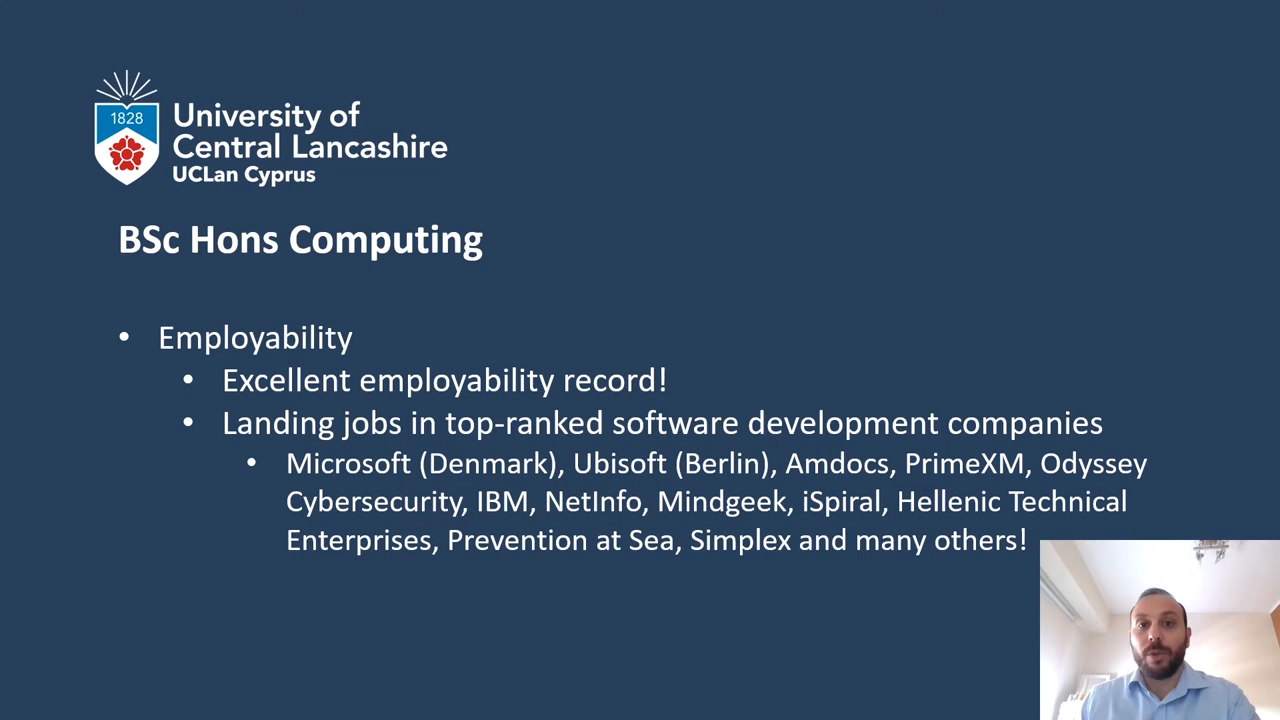 1828
University of
Central Lancashire
UCLan Cyprus
BSc Hons Computing
• Employability
• Excellent employability record!
• Landing jobs in top-ranked software development companies
• Microsoft (Denmark), Ubisoft (Berlin), Amdocs, PrimeXM, Odyssey
Cybersecurity, IBM, NetInfo, Mindgeek, iSpiral, Hellenic Technical
Enterprises, Prevention at Sea, Simplex and many others!